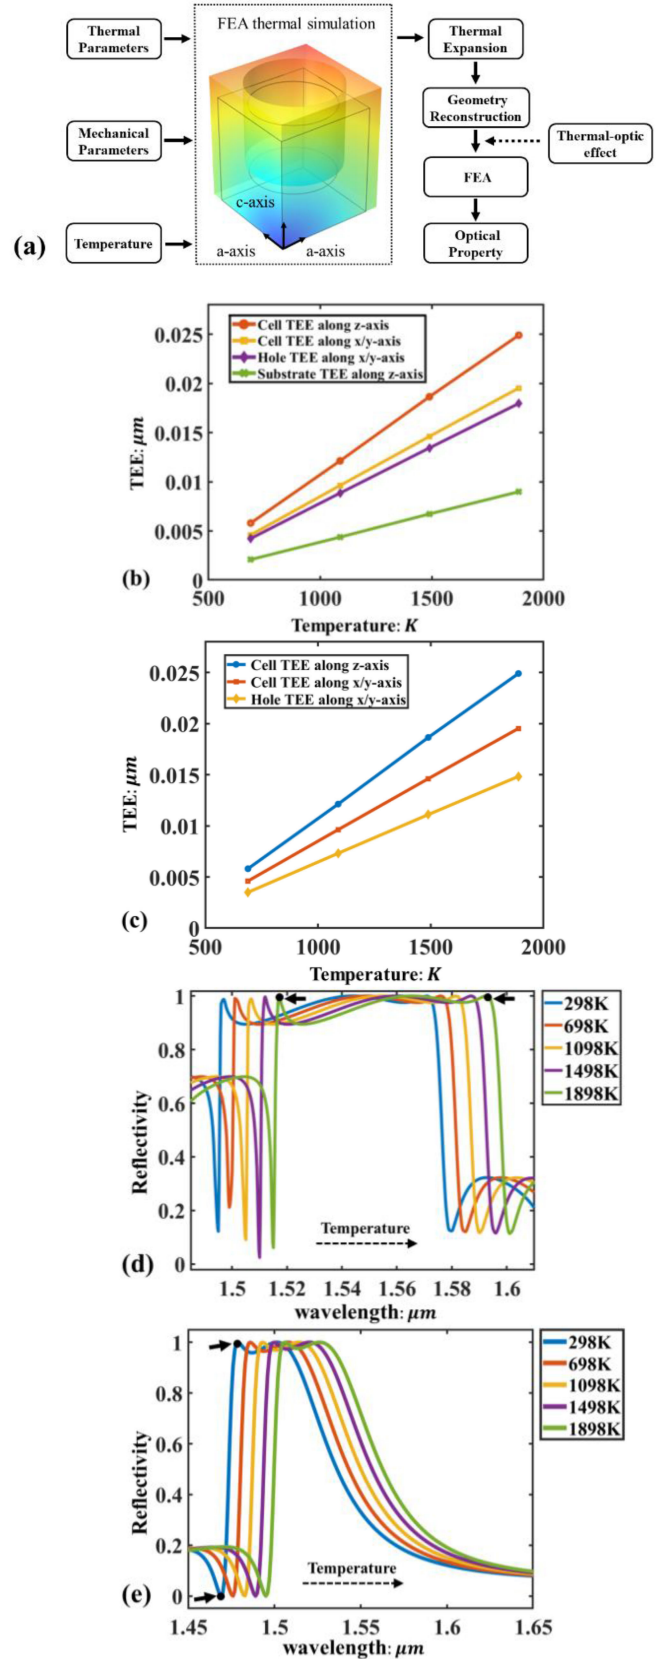 FEA thermal simulation
Thermal
Parameters
Mechanical
Parameters
Temperature
c-axis
a-axis
a-axis
Thermal
Expansion
Geometry
Reconstruction
Thermal-optic
effect
FEA
Optical
Property
(a)
0.025
0.02
0.015
0.01
0.005
0
TEE: μm
Cell TEE along z-axis
Cell TEE along x/y-axis
Hole TEE along x/y-axis
Substrate TEE along z-axis
(b)
500
1000
1500
2000
Temperature: K
0.025
0.02
0.015
0.01
0.005
0
TEE: μm
Cell TEE along z-axis
Cell TEE along x/y-axis
Hole TEE along x/y-axis
(c)
500
1000
1500
2000
Temperature: K
1
0.8
0.6
0.4
0.2
0
Reflectivity
298K
698K
1098K
1498K
1898K
Temperature
(d)
1.5
1.52
1.54
1.56
1.58
1.6
wavelength: μm
1
0.8
0.6
0.4
0.2
0
Reflectivity
298K
698K
1098K
1498K
1898K
Temperature
(e)
1.45
1.5
1.55
1.6
1.65
wavelength: μm